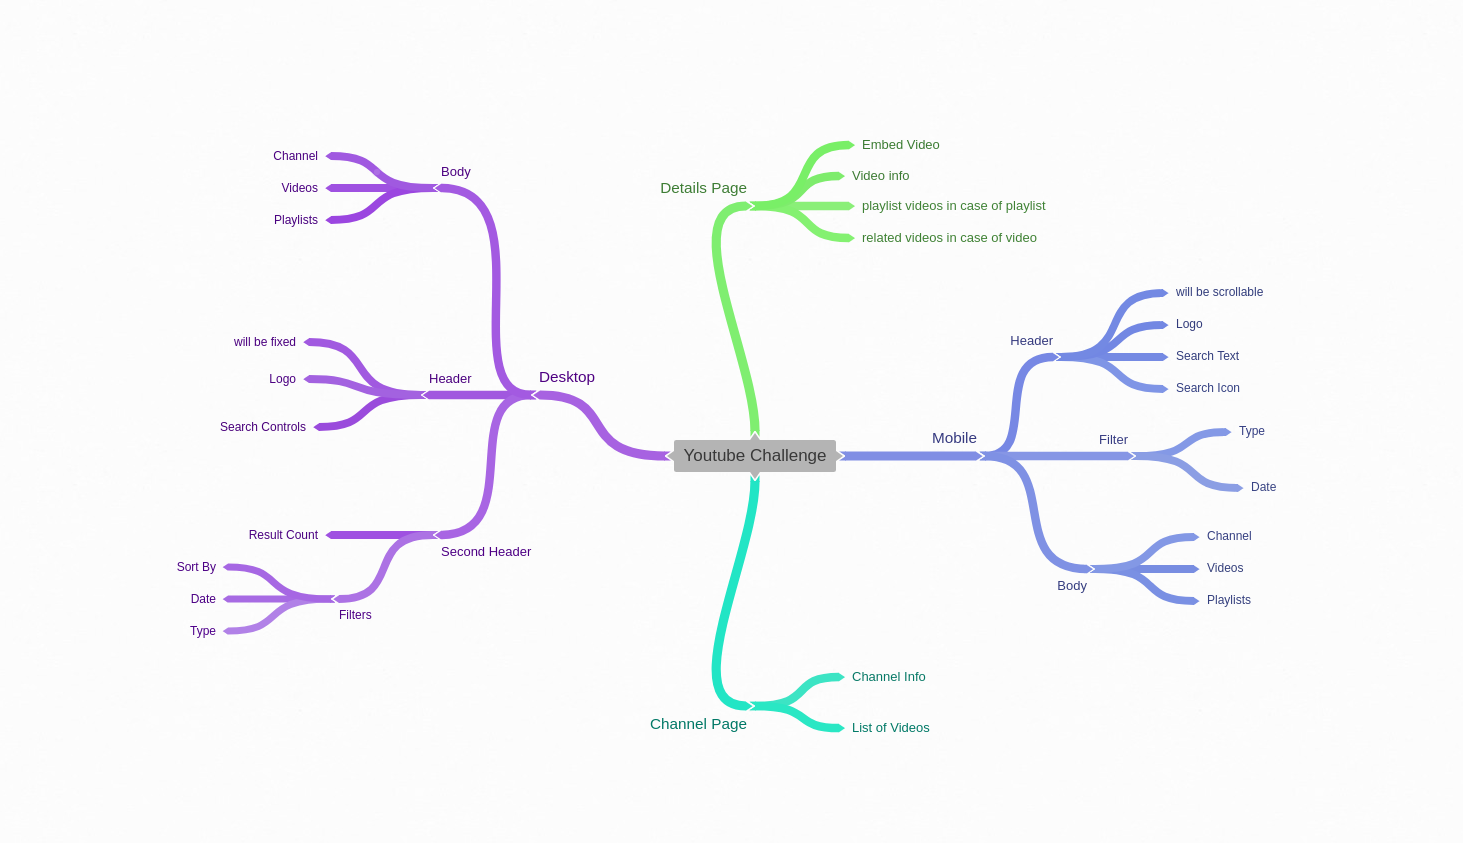 Youtube Challenge
Desktop
Body
Channel
Videos
Playlists
Header
will be fixed
Logo
Search Controls
Second Header
Result Count
Filters
Sort By
Date
Type
Details Page
Embed Video
Video info
playlist videos in case of playlist
related videos in case of video
Mobile
Header
will be scrollable
Logo
Search Text
Search Icon
Filter
Type
Date
Body
Channel
Videos
Playlists
Channel Page
Channel Info
List of Videos